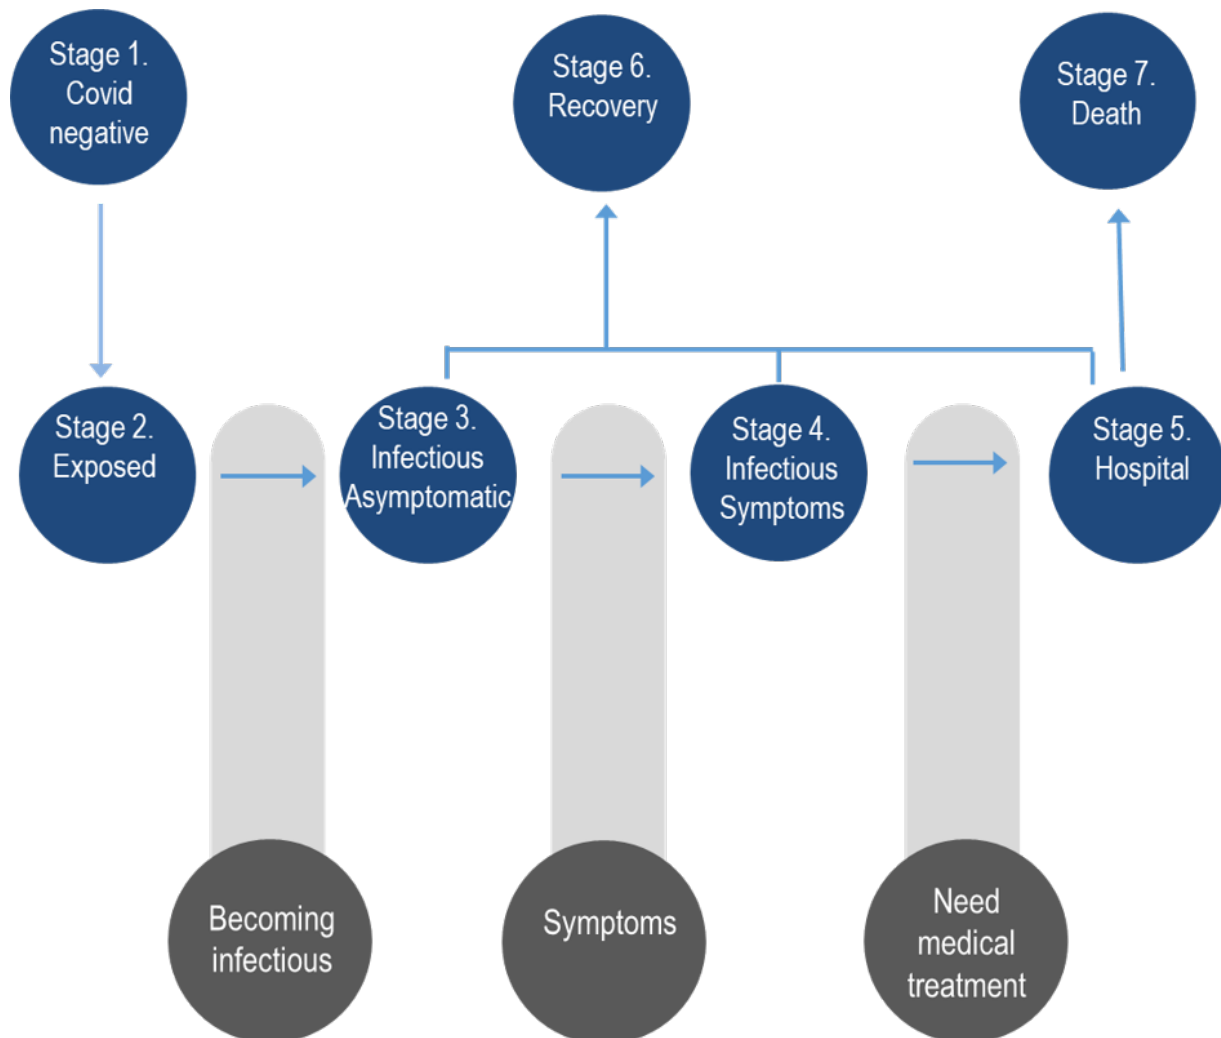 Stage 1.
Covid
negative
Stage 6.
Recovery
Stage 7.
Death
Stage 2.
Exposed
Stage 3.
Infectious
Asymptomatic
Stage 4.
Infectious
Symptoms
Stage 5.
Hospital
Becoming
infectious
Symptoms
Need
medical
treatment